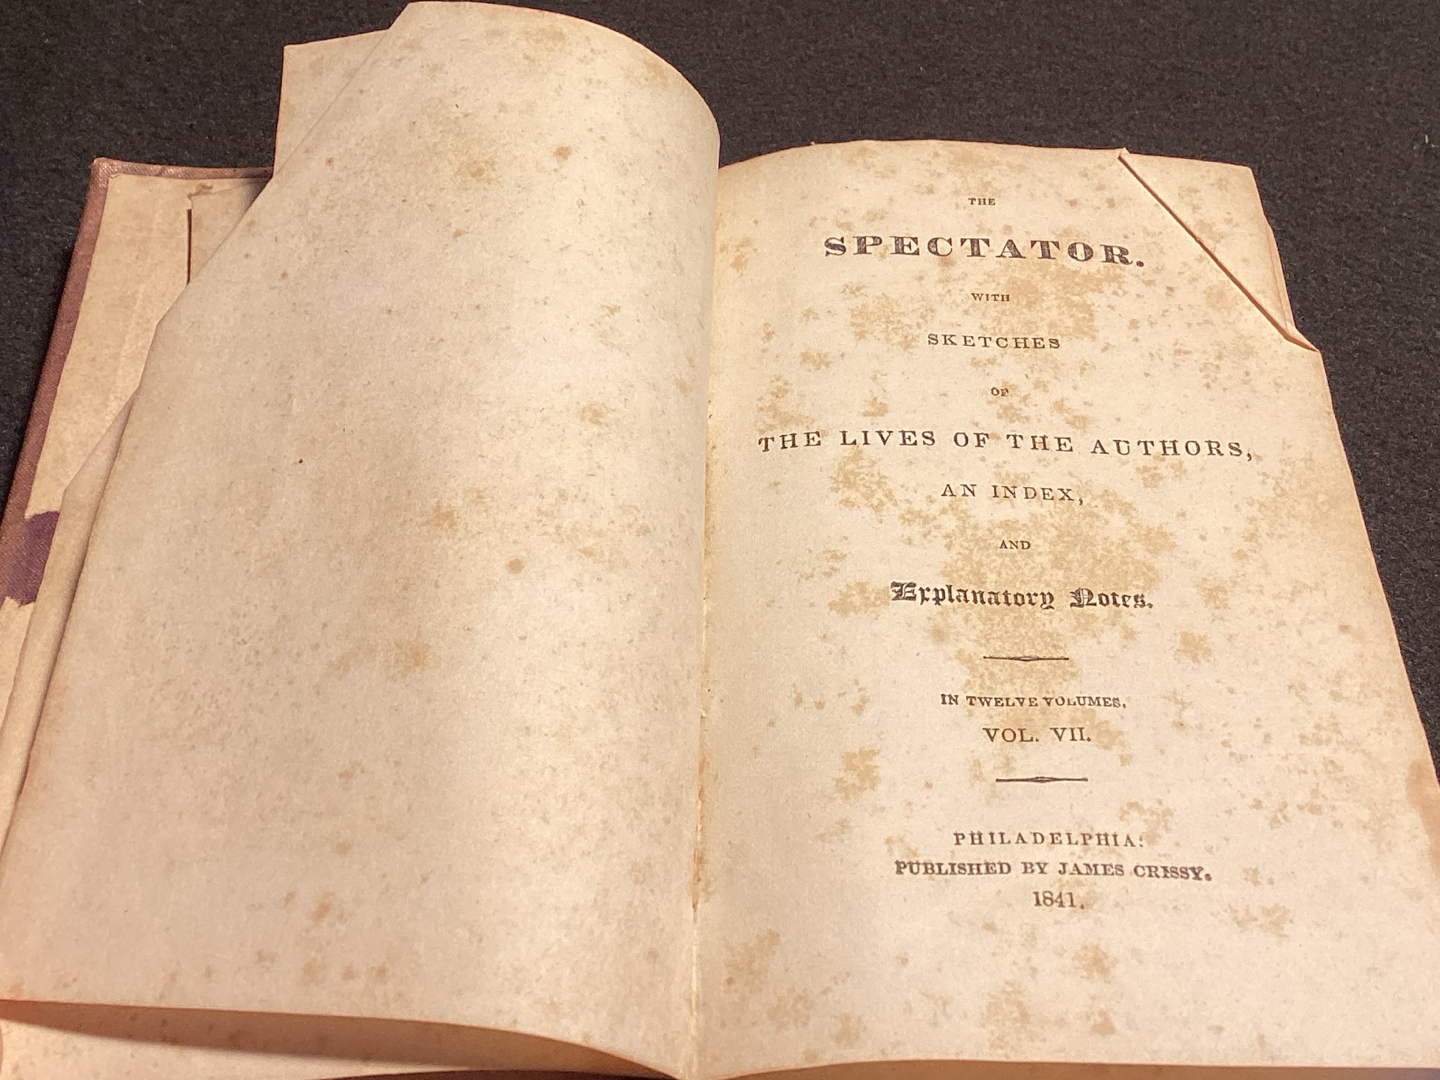 THE
SPECTATOR.
WITH
SKETCHES
OF
THE LIVES OF THE AUTHORS,
AN INDEX,
AND
Explanatory Notes.
IN TWELVE VOLUMES.
VOL. VII.
PHILADELPHIA:
PUBLISHED BY JAMES CRISSY.
1841.